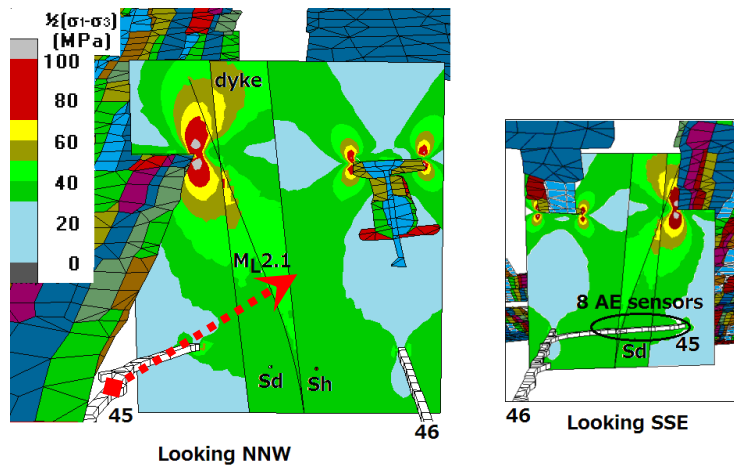 ½(σ1-σ3)
(MPa)
100
80
60
40
20
0
dyke
ML2.1
Sd
Sh
45
46
Looking NNW
8 AE sensors
45
Sd
46
Looking SSE